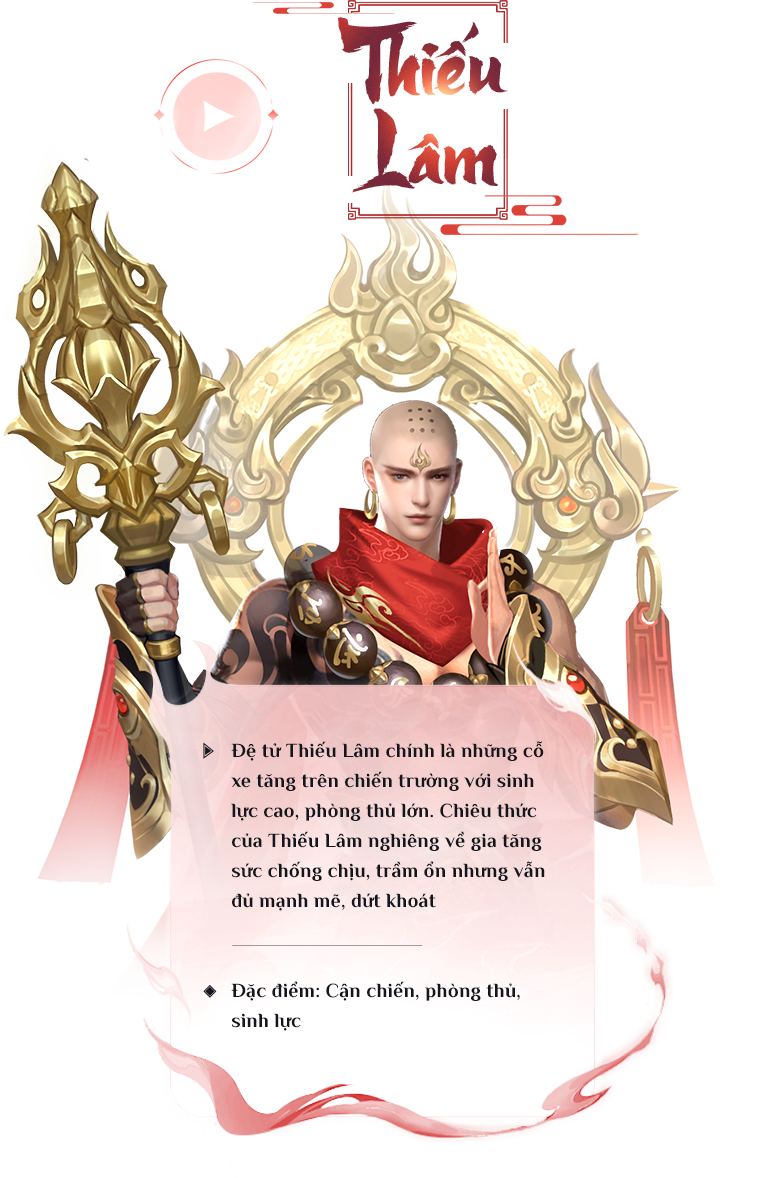 Thiếu
Lâm
Đệ tử Thiếu Lâm chính là những cỗ
xe tăng trên chiến trường với sinh
lực cao, phòng thủ lớn. Chiêu thức
của Thiếu Lâm nghiêng về gia tăng
sức chống chịu, trầm ổn nhưng vẫn
đủ mạnh mẽ, dứt khoát
Đặc điểm: Cận chiến, phòng thủ,
sinh lực